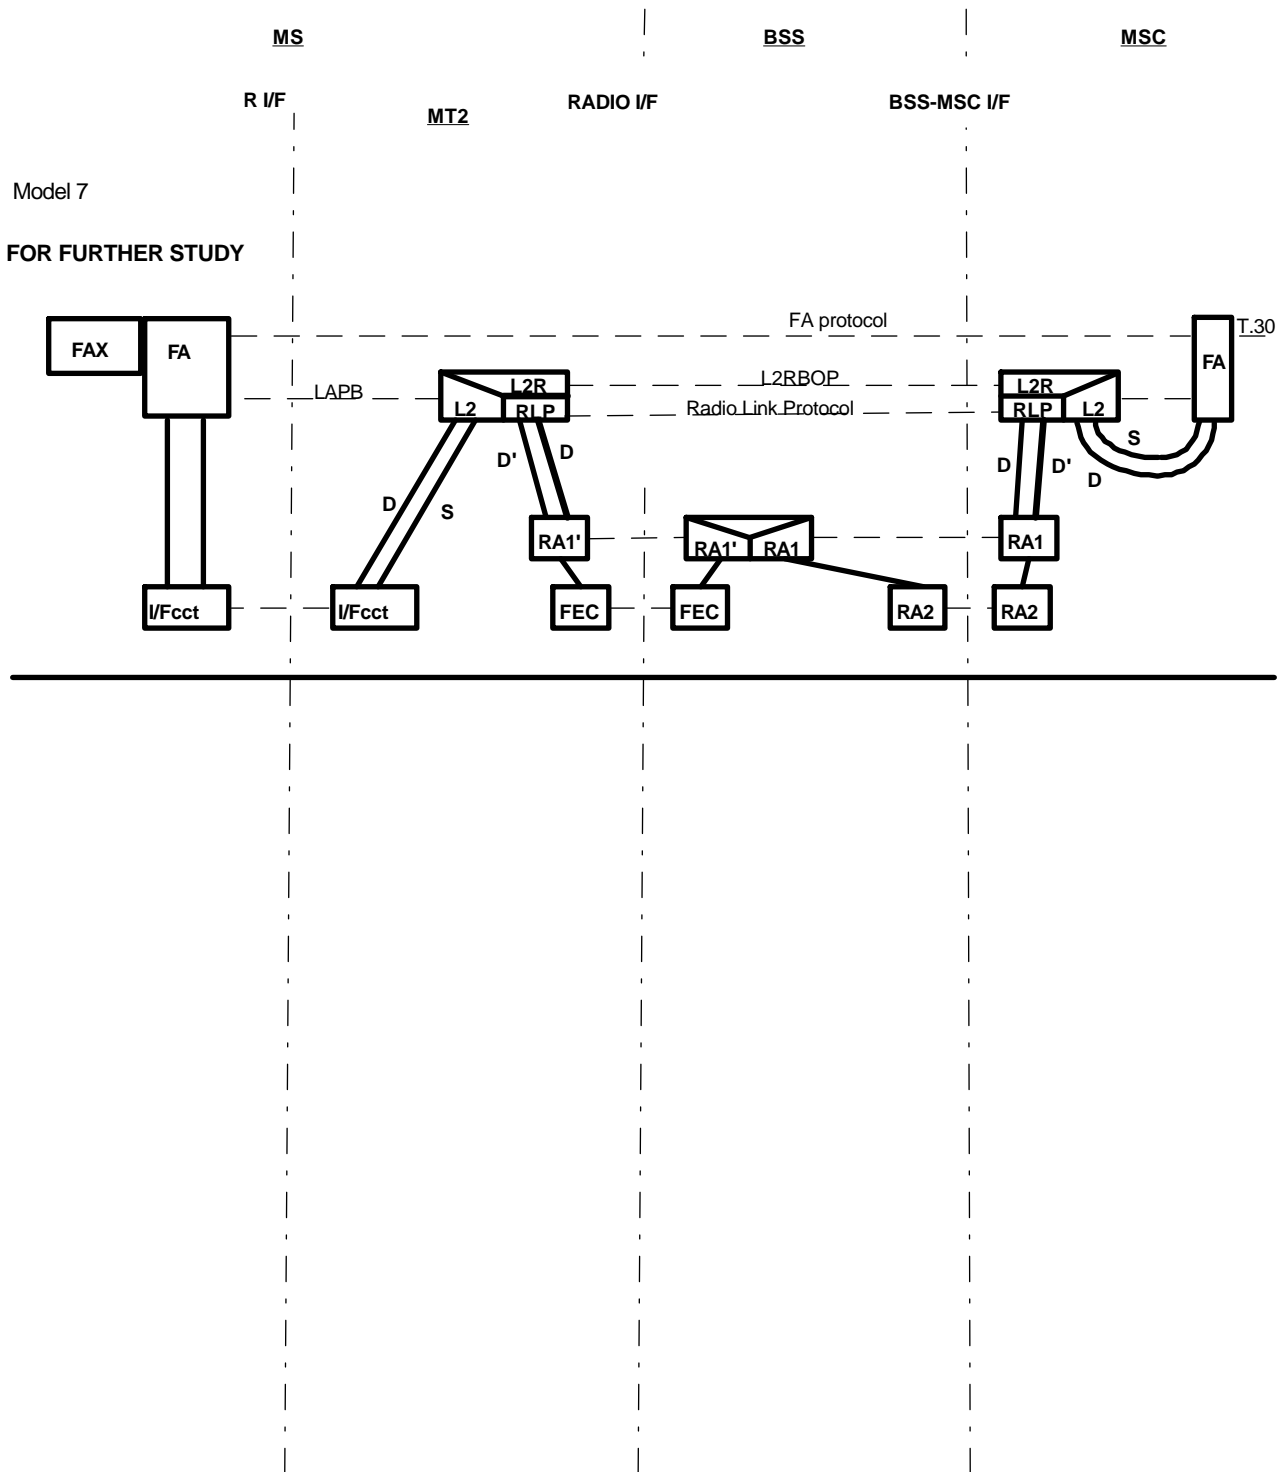 MS BSS MSC
R I/F MT2 RADIO I/F BSS-MSC I/F
Model 7
FOR FURTHER STUDY
FA protocol T.30
FAX FA FA
LAPB L2R L2RBOP L2R
L2 RLP Radio Link Protocol RLP L2
D' D S
D S D D' D
RA1' RA1' RA1 RA1
I/Fcct I/Fcct FEC FEC RA2 RA2